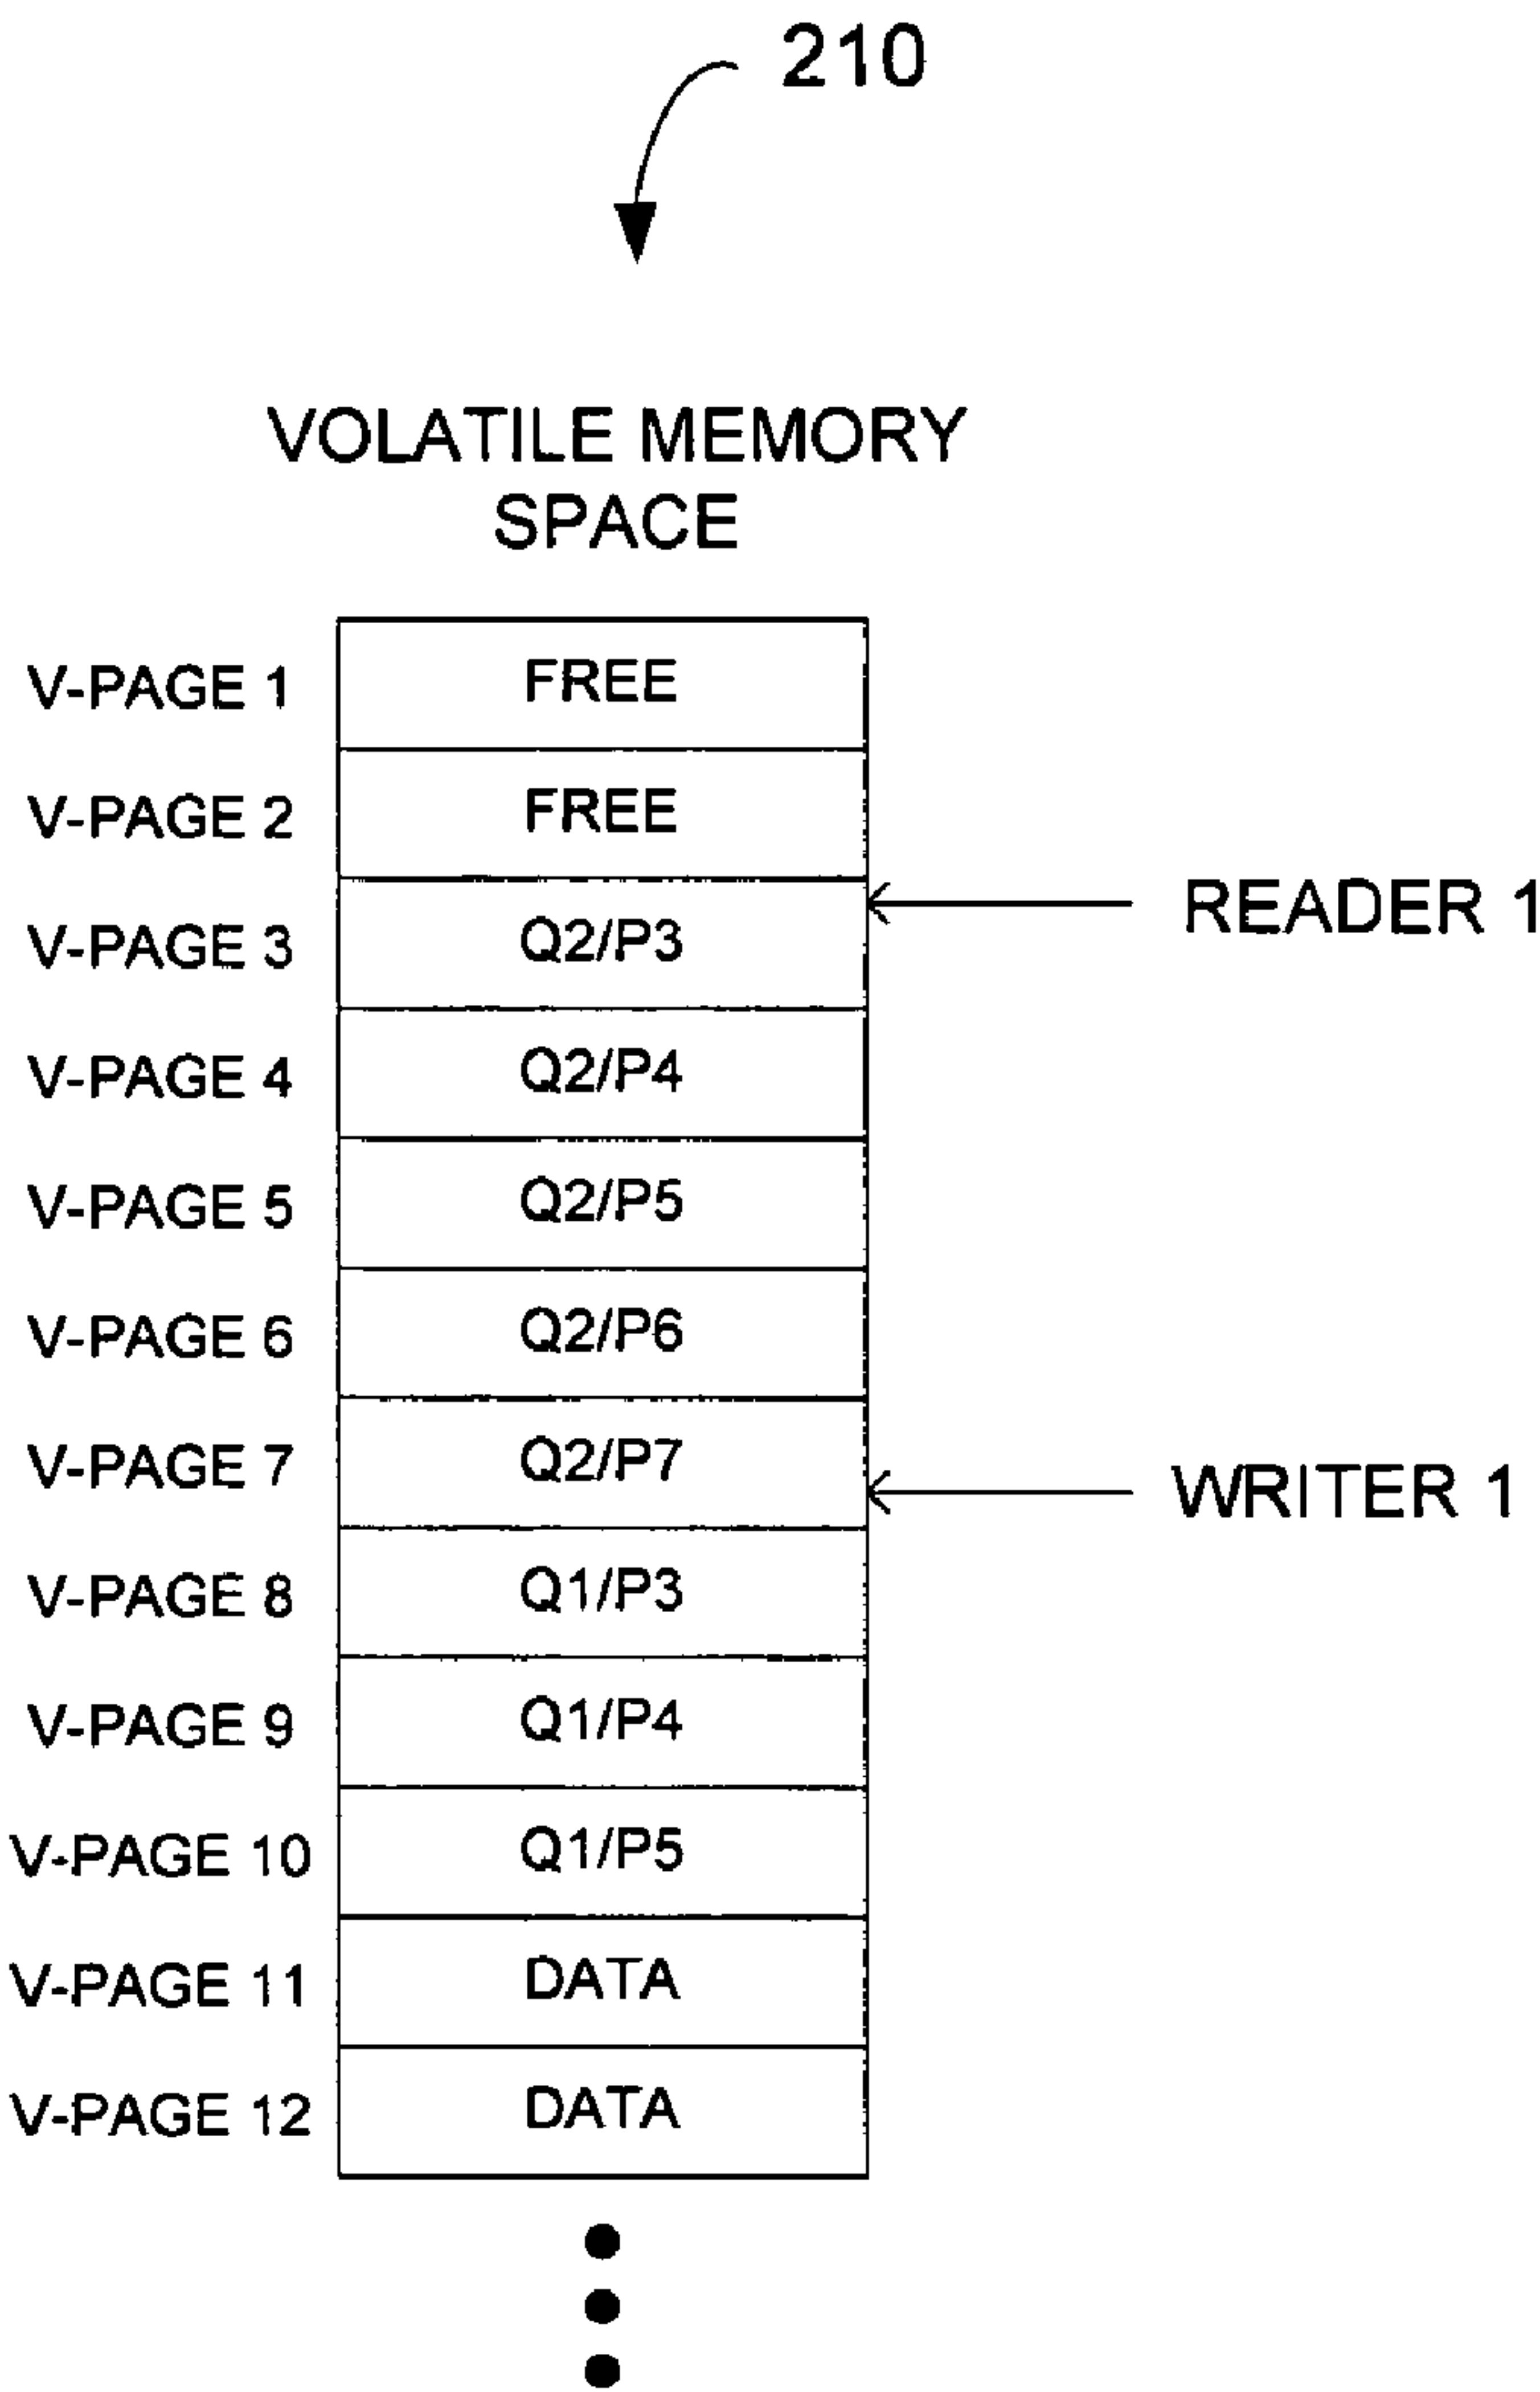 210
VOLATILE MEMORY
SPACE
V-PAGE 1 FREE
V-PAGE 2 FREE
READER 1
V-PAGE 3 Q2/P3
V-PAGE 4 Q2/P4
V-PAGE 5 Q2/P5
V-PAGE 6 Q2/P6
V-PAGE 7 Q2/P7
WRITER 1
V-PAGE 8 Q1/P3
V-PAGE 9 Q1/P4
V-PAGE 10 Q1/P5
V-PAGE 11 DATA
V-PAGE 12 DATA